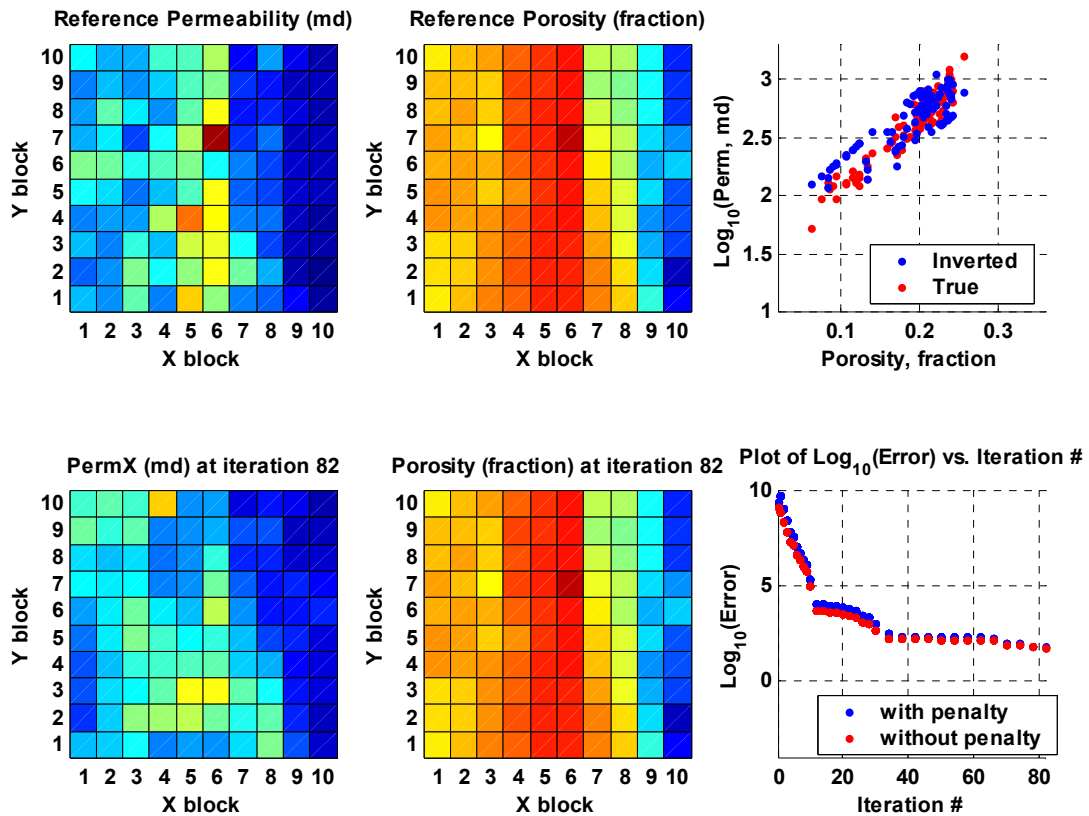 Reference Permeability (md)
Reference Porosity (fraction)
10
9
8
7
6
5
4
3
2
1
Y block
1 2 3 4 5 6 7 8 9 10
X block
10
9
8
7
6
5
4
3
2
1
Y block
1 2 3 4 5 6 7 8 9 10
X block
3
2.5
2
1.5
1
Log10(Perm, md)
Inverted
True
0.1 0.2 0.3
Porosity, fraction
PermX (md) at iteration 82
Porosity (fraction) at iteration 82
Plot of Log10(Error) vs. Iteration #
10
9
8
7
6
5
4
3
2
1
Y block
1 2 3 4 5 6 7 8 9 10
X block
10
9
8
7
6
5
4
3
2
1
Y block
1 2 3 4 5 6 7 8 9 10
X block
10
5
0
Log10(Error)
with penalty
without penalty
0 20 40 60 80
Iteration #